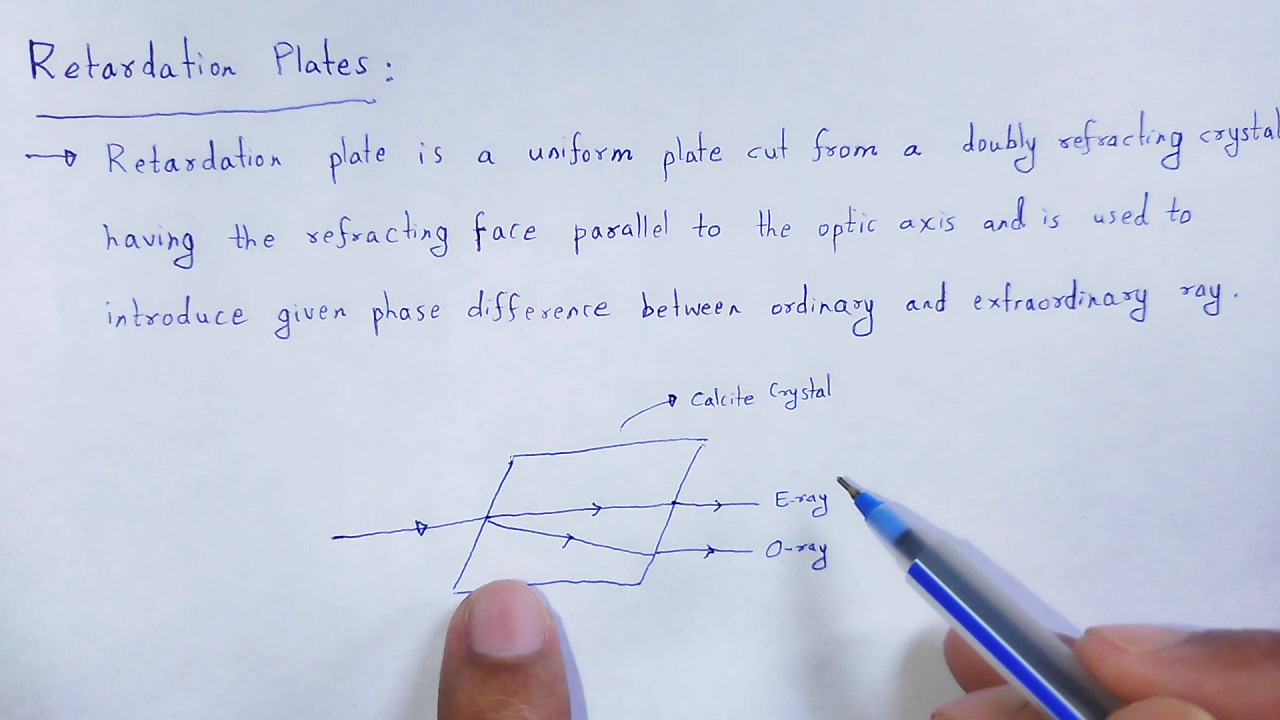 Retardation Plates:
→ Retardation plate is a uniform plate cut from a doubly refracting crystal
having the refracting face parallel to the optic axis and is used to
introduce given phase difference between ordinary and extraordinary ray.
Calcite Crystal
E-ray
O-ray